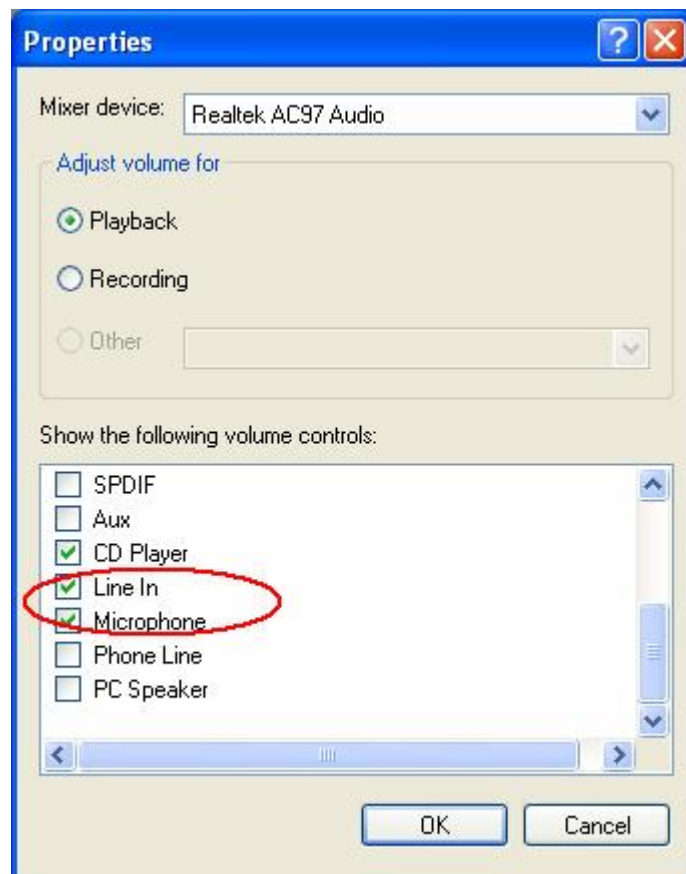 Properties
Mixer device: Realtek AC97 Audio
Adjust volume for
Playback
Recording
Other
Show the following volume controls:
SPDIF
Aux
CD Player
Line In
Microphone
Phone Line
PC Speaker
OK Cancel